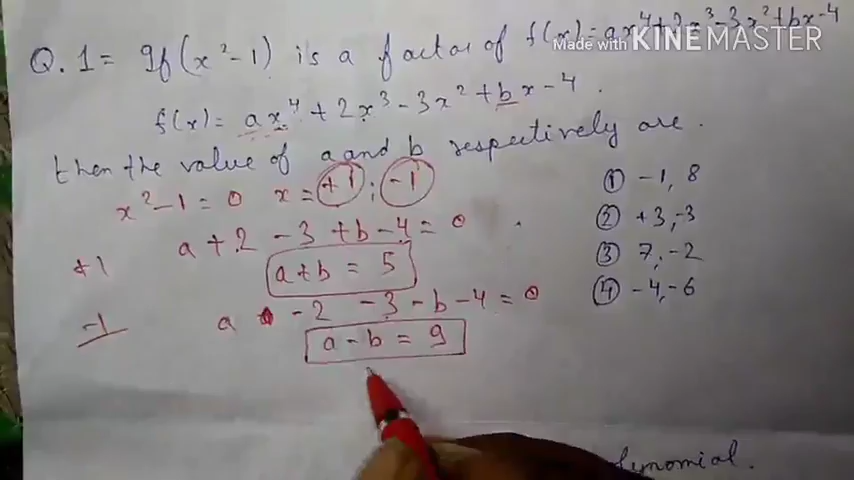 Q.1= If (x²-1) is a factor of f(x)=ax⁴+2x³-3x²+bx-4
Made with KINEMASTER
f(x)= ax⁴+2x³-3x²+bx-4.
then the value of a and b respectively are.
x²-1=0 x= +1; -1
① -1, 8
+1 a+2-3+b-4=0
② +3,-3
a+b=5
③ 7,-2
-1 a -2 -3-b-4=0
④ -4,-6
a-b=9